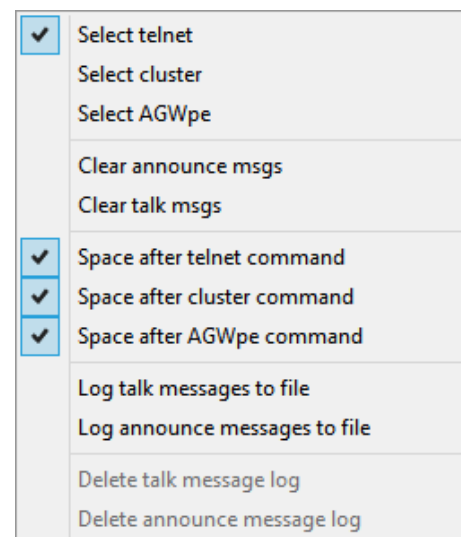 Select telnet
Select cluster
Select AGWpe
Clear announce msgs
Clear talk msgs
Space after telnet command
Space after cluster command
Space after AGWpe command
Log talk messages to file
Log announce messages to file
Delete talk message log
Delete announce message log